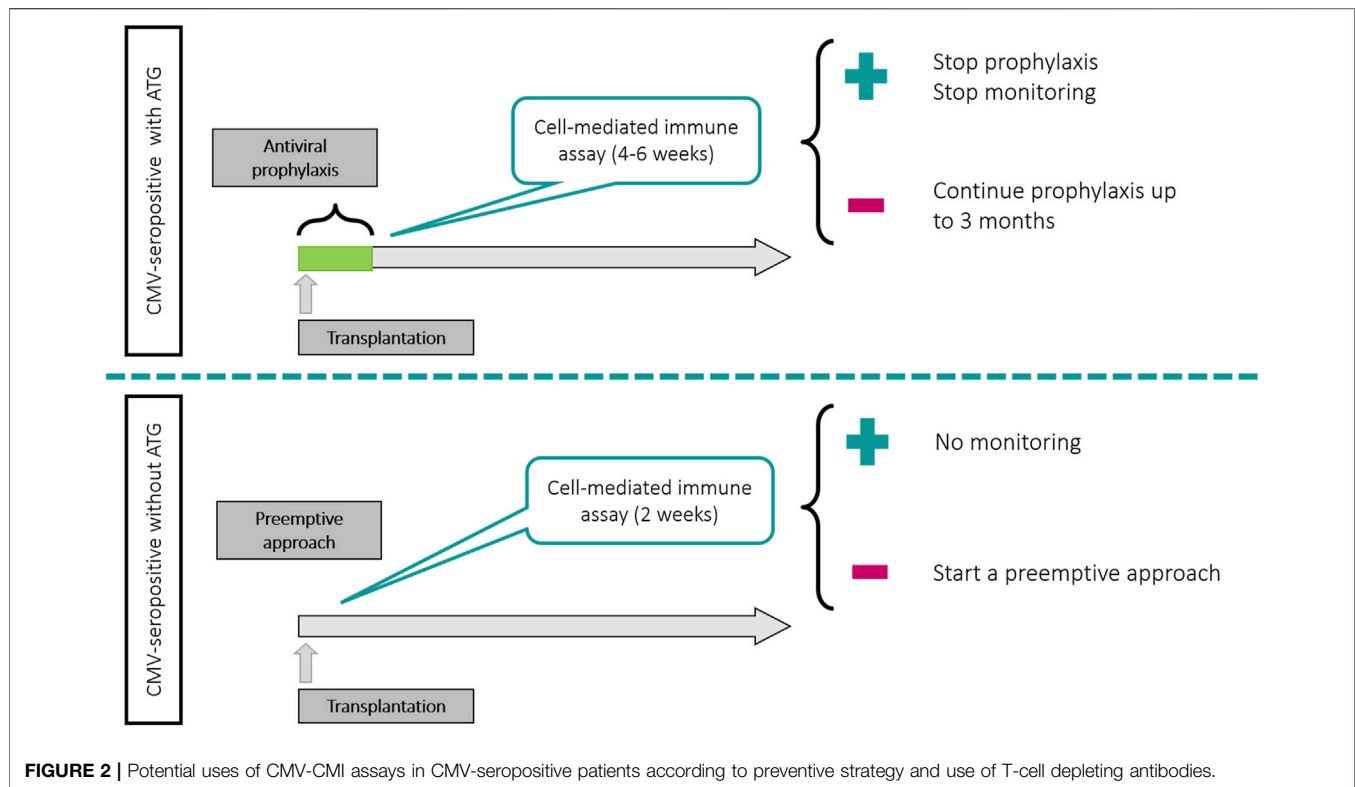 CMV-seropositive with ATG
Antiviral
prophylaxis
Transplantation
Cell-mediated immune
assay (4-6 weeks)
Stop prophylaxis
Stop monitoring
Continue prophylaxis up
to 3 months
CMV-seropositive without ATG
Preemptive
approach
Transplantation
Cell-mediated immune
assay (2 weeks)
No monitoring
Start a preemptive approach
FIGURE 2 | Potential uses of CMV-CMI assays in CMV-seropositive patients according to preventive strategy and use of T-cell depleting antibodies.